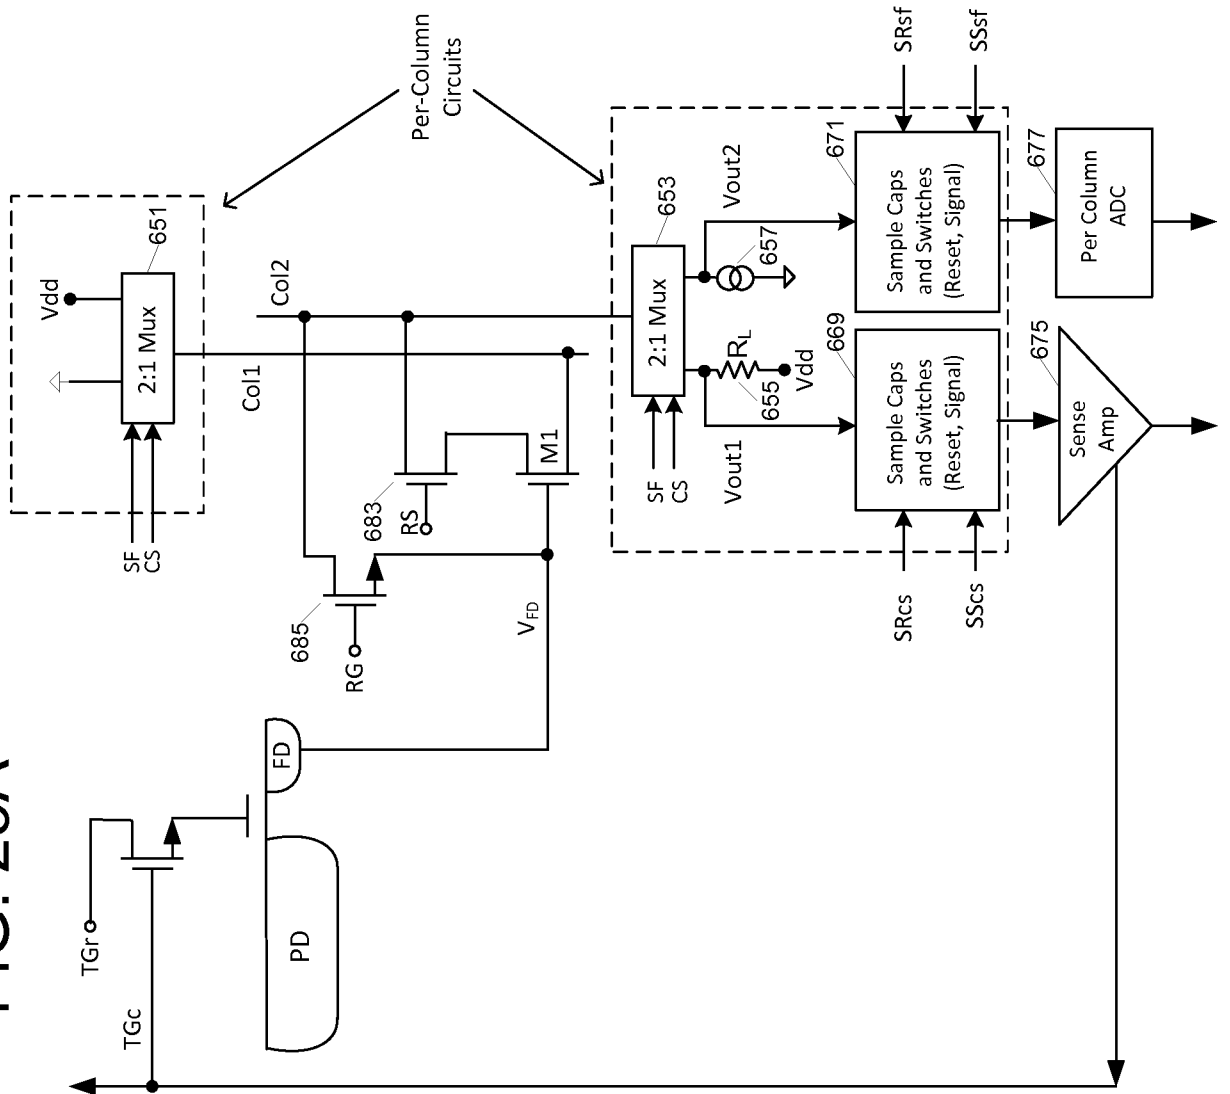 Per-Column
Circuits
Vdd
651
2:1 Mux
SF
CS
Col2
Col1
683
RS
M1
685
RG
VFD
FD
PD
TGr
TGc
653
2:1 Mux
SF
CS
Vout2
657
RL
655
Vdd
Vout1
671
Sample Caps
and Switches
(Reset, Signal)
SRsf
SSsf
669
Sample Caps
and Switches
(Reset, Signal)
SRcs
SScs
677
Per Column
ADC
675
Sense
Amp